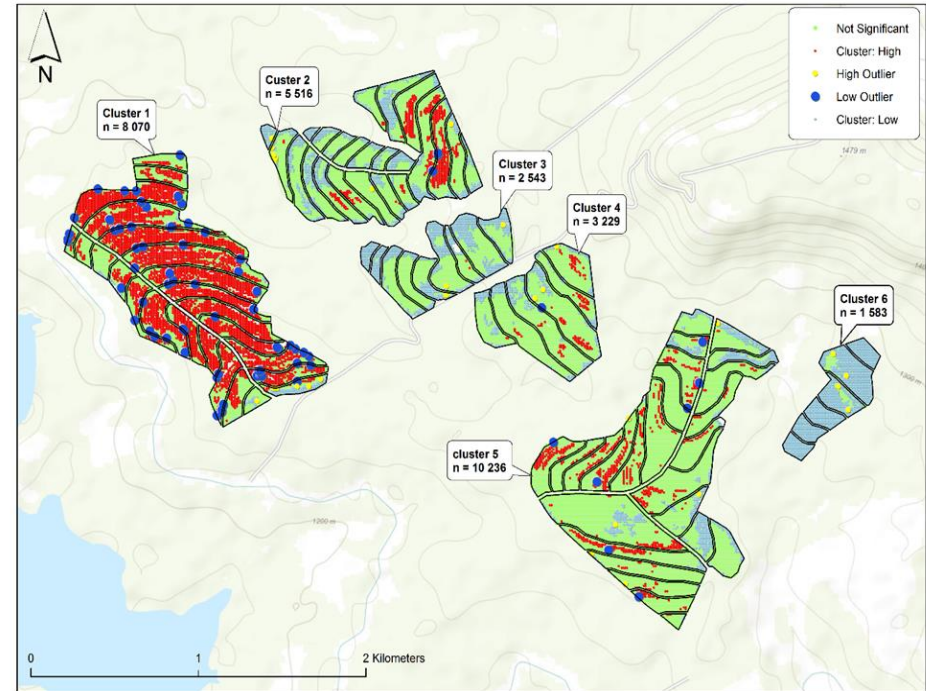 N
Not Significant
Cluster: High
High Outlier
Low Outlier
Cluster: Low
Cluster 1
n = 8 070
Custer 2
n = 5 516
Cluster 3
n = 2 543
Cluster 4
n = 3 229
1479 m
Cluster 6
n = 1 583
1300 m
cluster 5
n = 10 236
1200 m
0
1
2 Kilometers